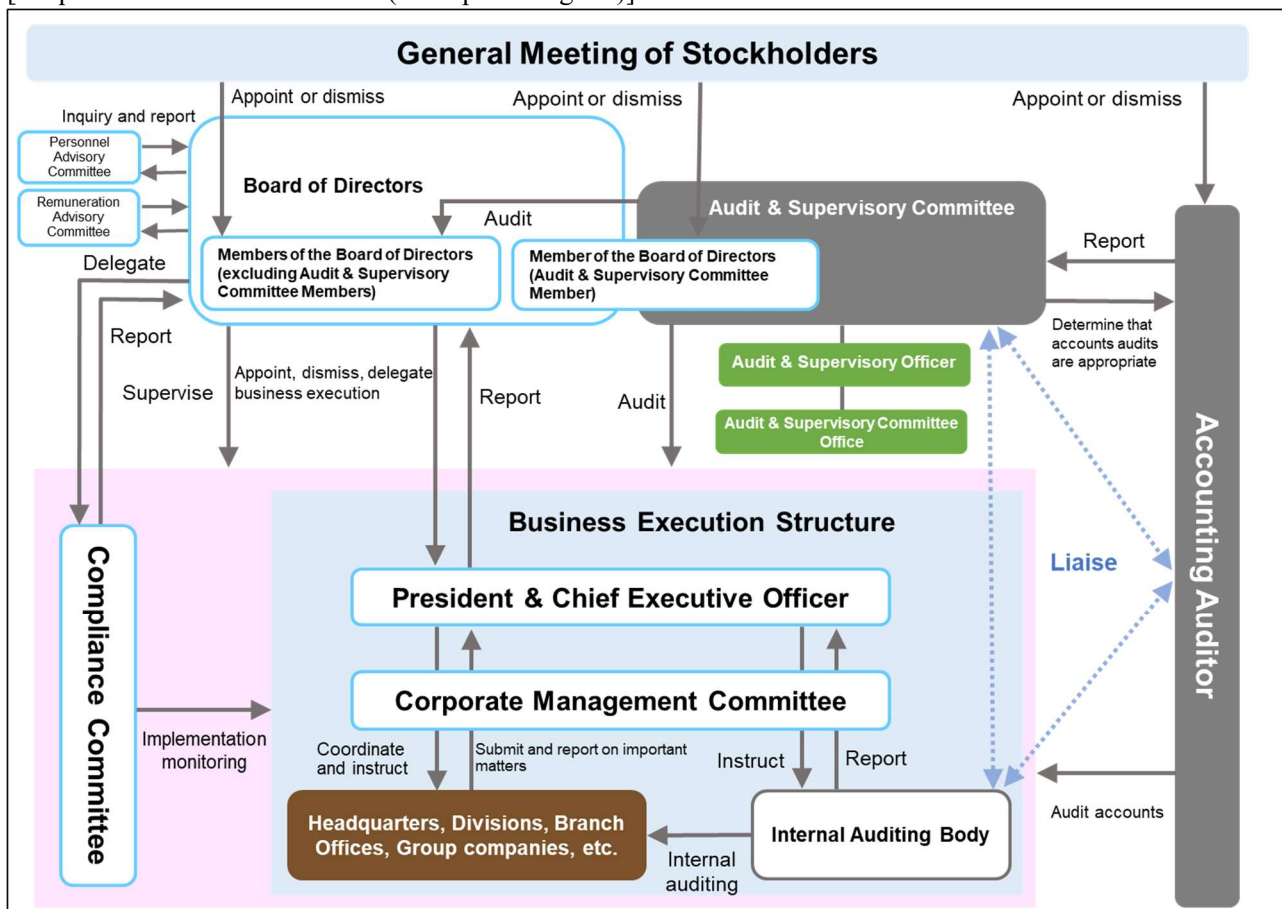 General Meeting of Stockholders
Appoint or dismiss
Appoint or dismiss
Appoint or dismiss
Inquiry and report
Personnel
Advisory
Committee
Remuneration
Advisory
Committee
Board of Directors
Audit & Supervisory Committee
Audit
Members of the Board of Directors
(excluding Audit & Supervisory
Committee Members)
Member of the Board of Directors
(Audit & Supervisory Committee
Member)
Report
Delegate
Report
Determine that
accounts audits
are appropriate
Supervise
Appoint, dismiss, delegate
business execution
Report
Audit
Audit & Supervisory Officer
Audit & Supervisory Committee
Office
Accounting Auditor
Business Execution Structure
Compliance Committee
President & Chief Executive Officer
Liaise
Corporate Management Committee
Implementation
monitoring
Coordinate
and instruct
Submit and report on important
matters
Instruct
Report
Headquarters, Divisions, Branch
Offices, Group companies, etc.
Internal Auditing Body
Internal
auditing
Audit accounts